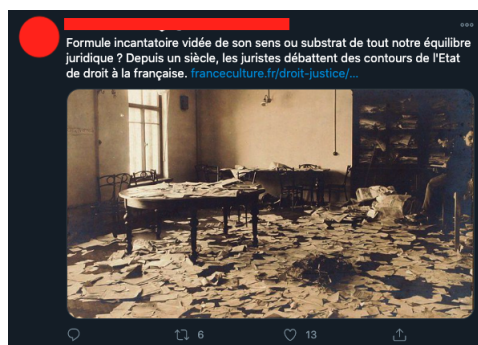 Formule incantatoire vidée de son sens ou substrat de tout notre équilibre
juridique ? Depuis un siècle, les juristes débattent des contours de l'Etat
de droit à la française. franceculture.fr/droit-justice/...
6
13